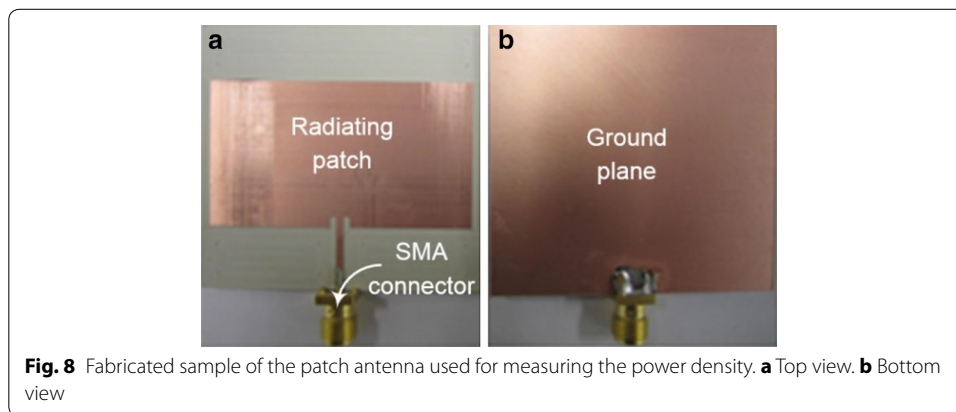 a
Radiating
patch
SMA
connector
b
Ground
plane
Fig. 8 Fabricated sample of the patch antenna used for measuring the power density. a Top view. b Bottom
view